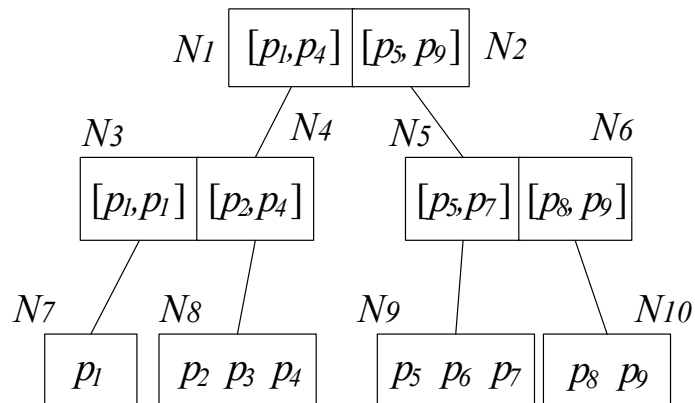 N1 [p1,p4] [p5, p9] N2
N3 N4 N5 N6
[p1,p1] [p2,p4] [p5,p7] [p8, p9]
N7 N8 N9 N10
p1 p2 p3 p4 p5 p6 p7 p8 p9